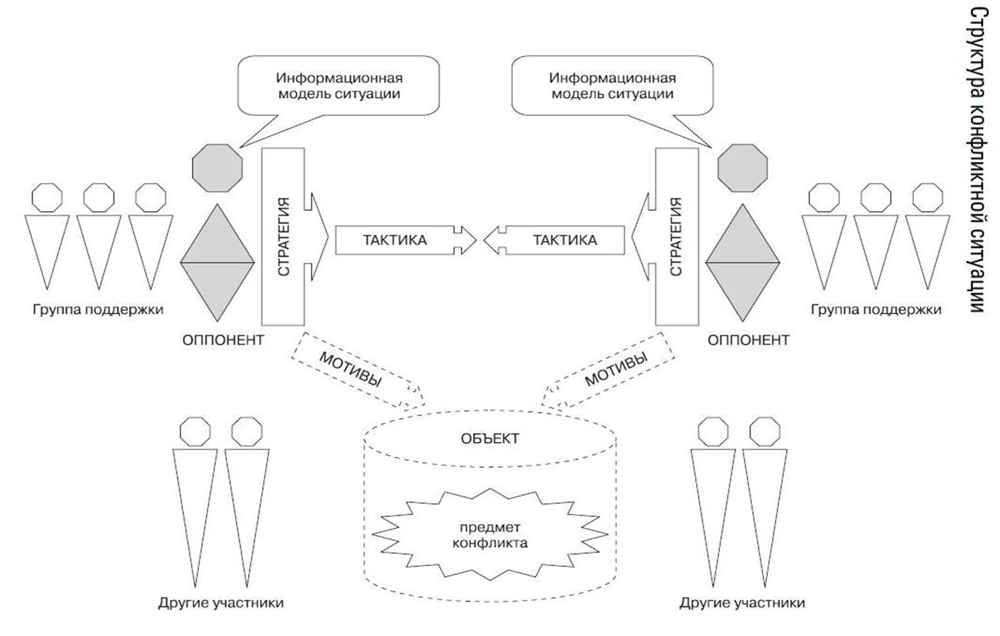 Структура конфликтной ситуации
Информационная
модель ситуации
Информационная
модель ситуации
СТРАТЕГИЯ
ТАКТИКА
ТАКТИКА
СТРАТЕГИЯ
Группа поддержки
Группа поддержки
ОППОНЕНТ
ОППОНЕНТ
МОТИВЫ
МОТИВЫ
ОБЪЕКТ
предмет
конфликта
Другие участники
Другие участники